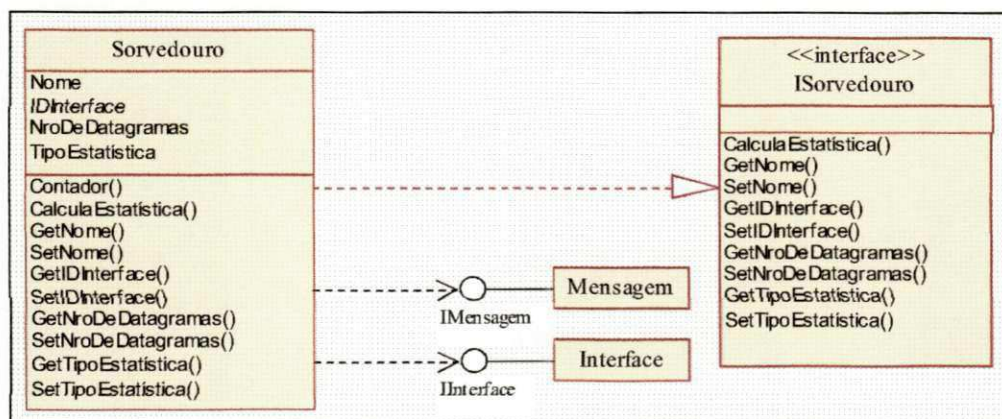 Sorvedouro
Nome
IDInterface
NroDeDatagramas
TipoEstatística
Contador()
CalculaEstatística()
GetNome()
SetNome()
GetIDInterface()
SetIDInterface()
GetNroDeDatagramas()
SetNroDeDatagramas()
GetTipoEstatística()
SetTipoEstatística()
IMensagem
Mensagem
IInterface
Interface
<<interface>>
ISorvedouro
CalculaEstatística()
GetNome()
SetNome()
GetIDInterface()
SetIDInterface()
GetNroDeDatagramas()
SetNroDeDatagramas()
GetTipoEstatística()
SetTipoEstatística()